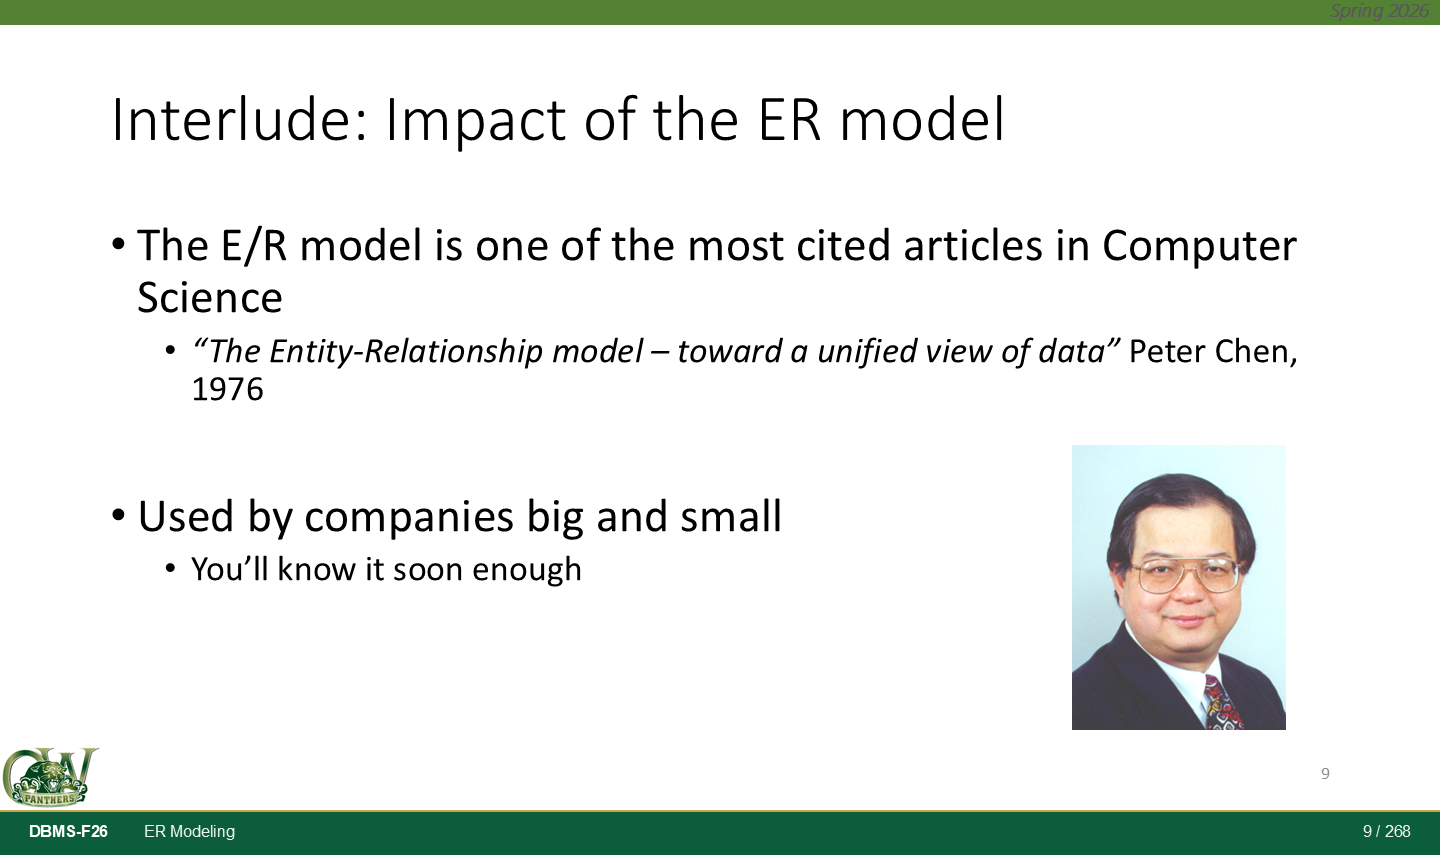 Spring 2026
Interlude: Impact of the ER model
• The E/R model is one of the most cited articles in Computer
Science
• “The Entity-Relationship model – toward a unified view of data” Peter Chen,
1976
• Used by companies big and small
• You’ll know it soon enough
OW
PANTHERS
9
DBMS-F26 ER Modeling 9 / 268